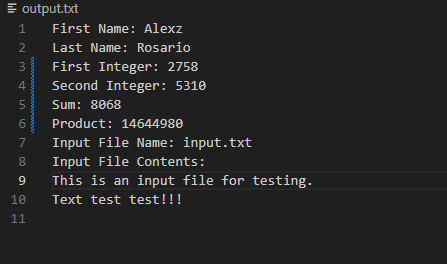 output.txt
1 First Name: Alexz
2 Last Name: Rosario
3 First Integer: 2758
4 Second Integer: 5310
5 Sum: 8068
6 Product: 14644980
7 Input File Name: input.txt
8 Input File Contents:
9 This is an input file for testing.
10 Text test test!!!
11